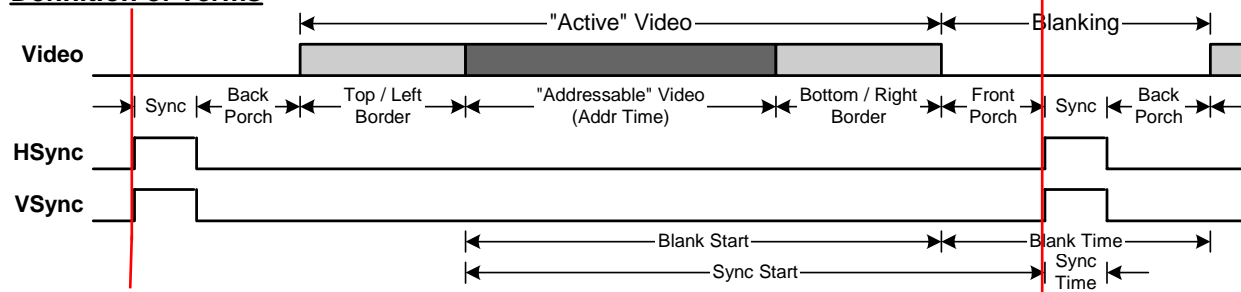 Definition of Terms
"Active" Video
Blanking
Video
Sync
Back Porch
Top / Left Border
"Addressable" Video (Addr Time)
Bottom / Right Border
Front Porch
Sync
Back Porch
HSync
VSync
Blank Start
Blank Time
Sync Start
Sync Time